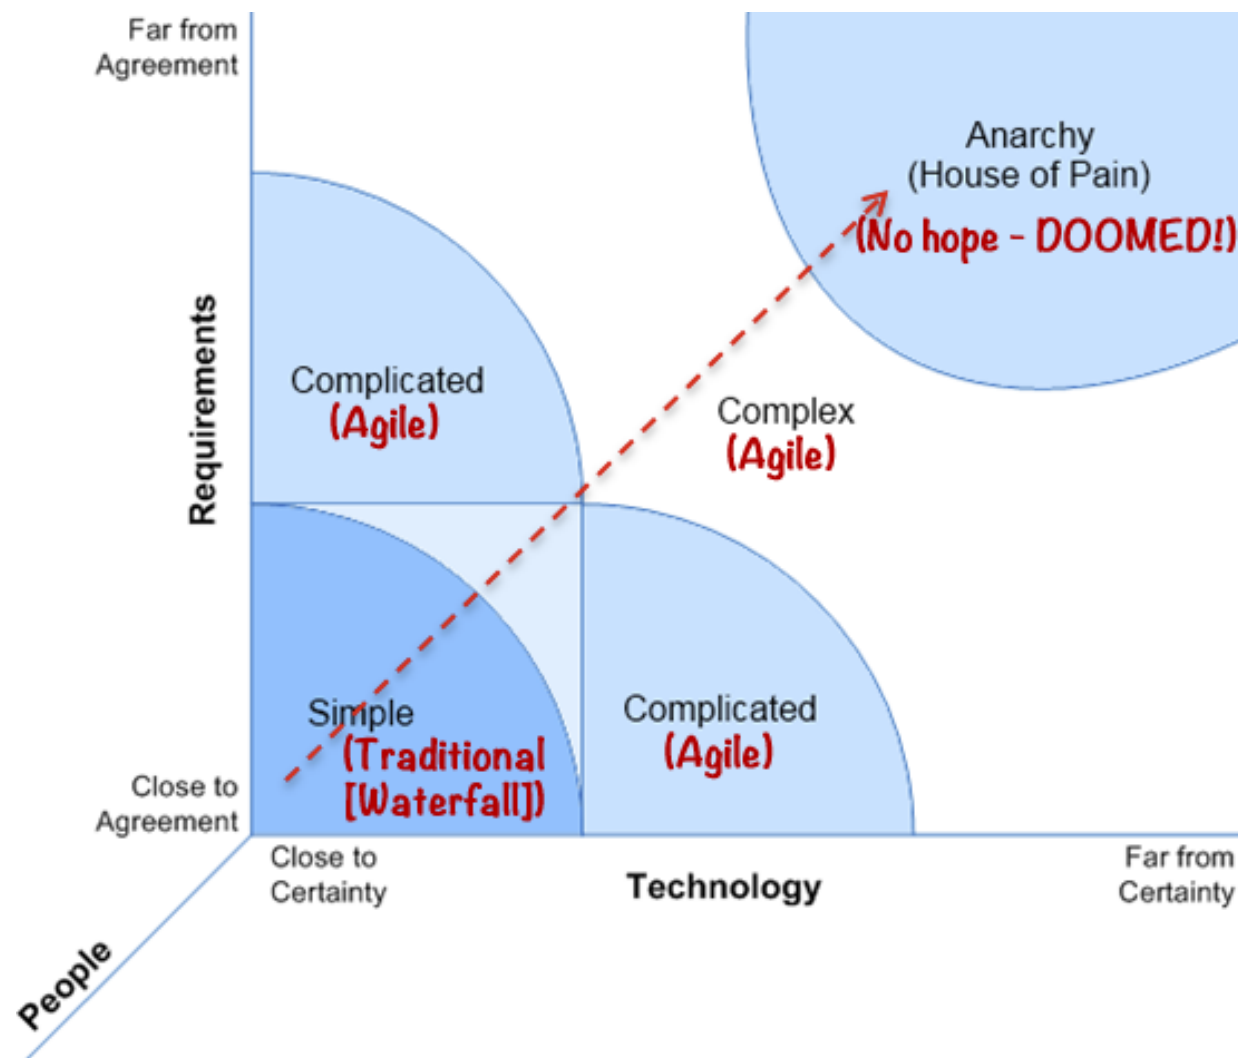 Far from
Agreement
Anarchy
(House of Pain)
(No hope - DOOMED!)
Requirements
Complicated
(Agile)
Complex
(Agile)
Simple
(Traditional
[Waterfall])
Complicated
(Agile)
Close to
Agreement
Close to
Certainty
Technology
Far from
Certainty
People